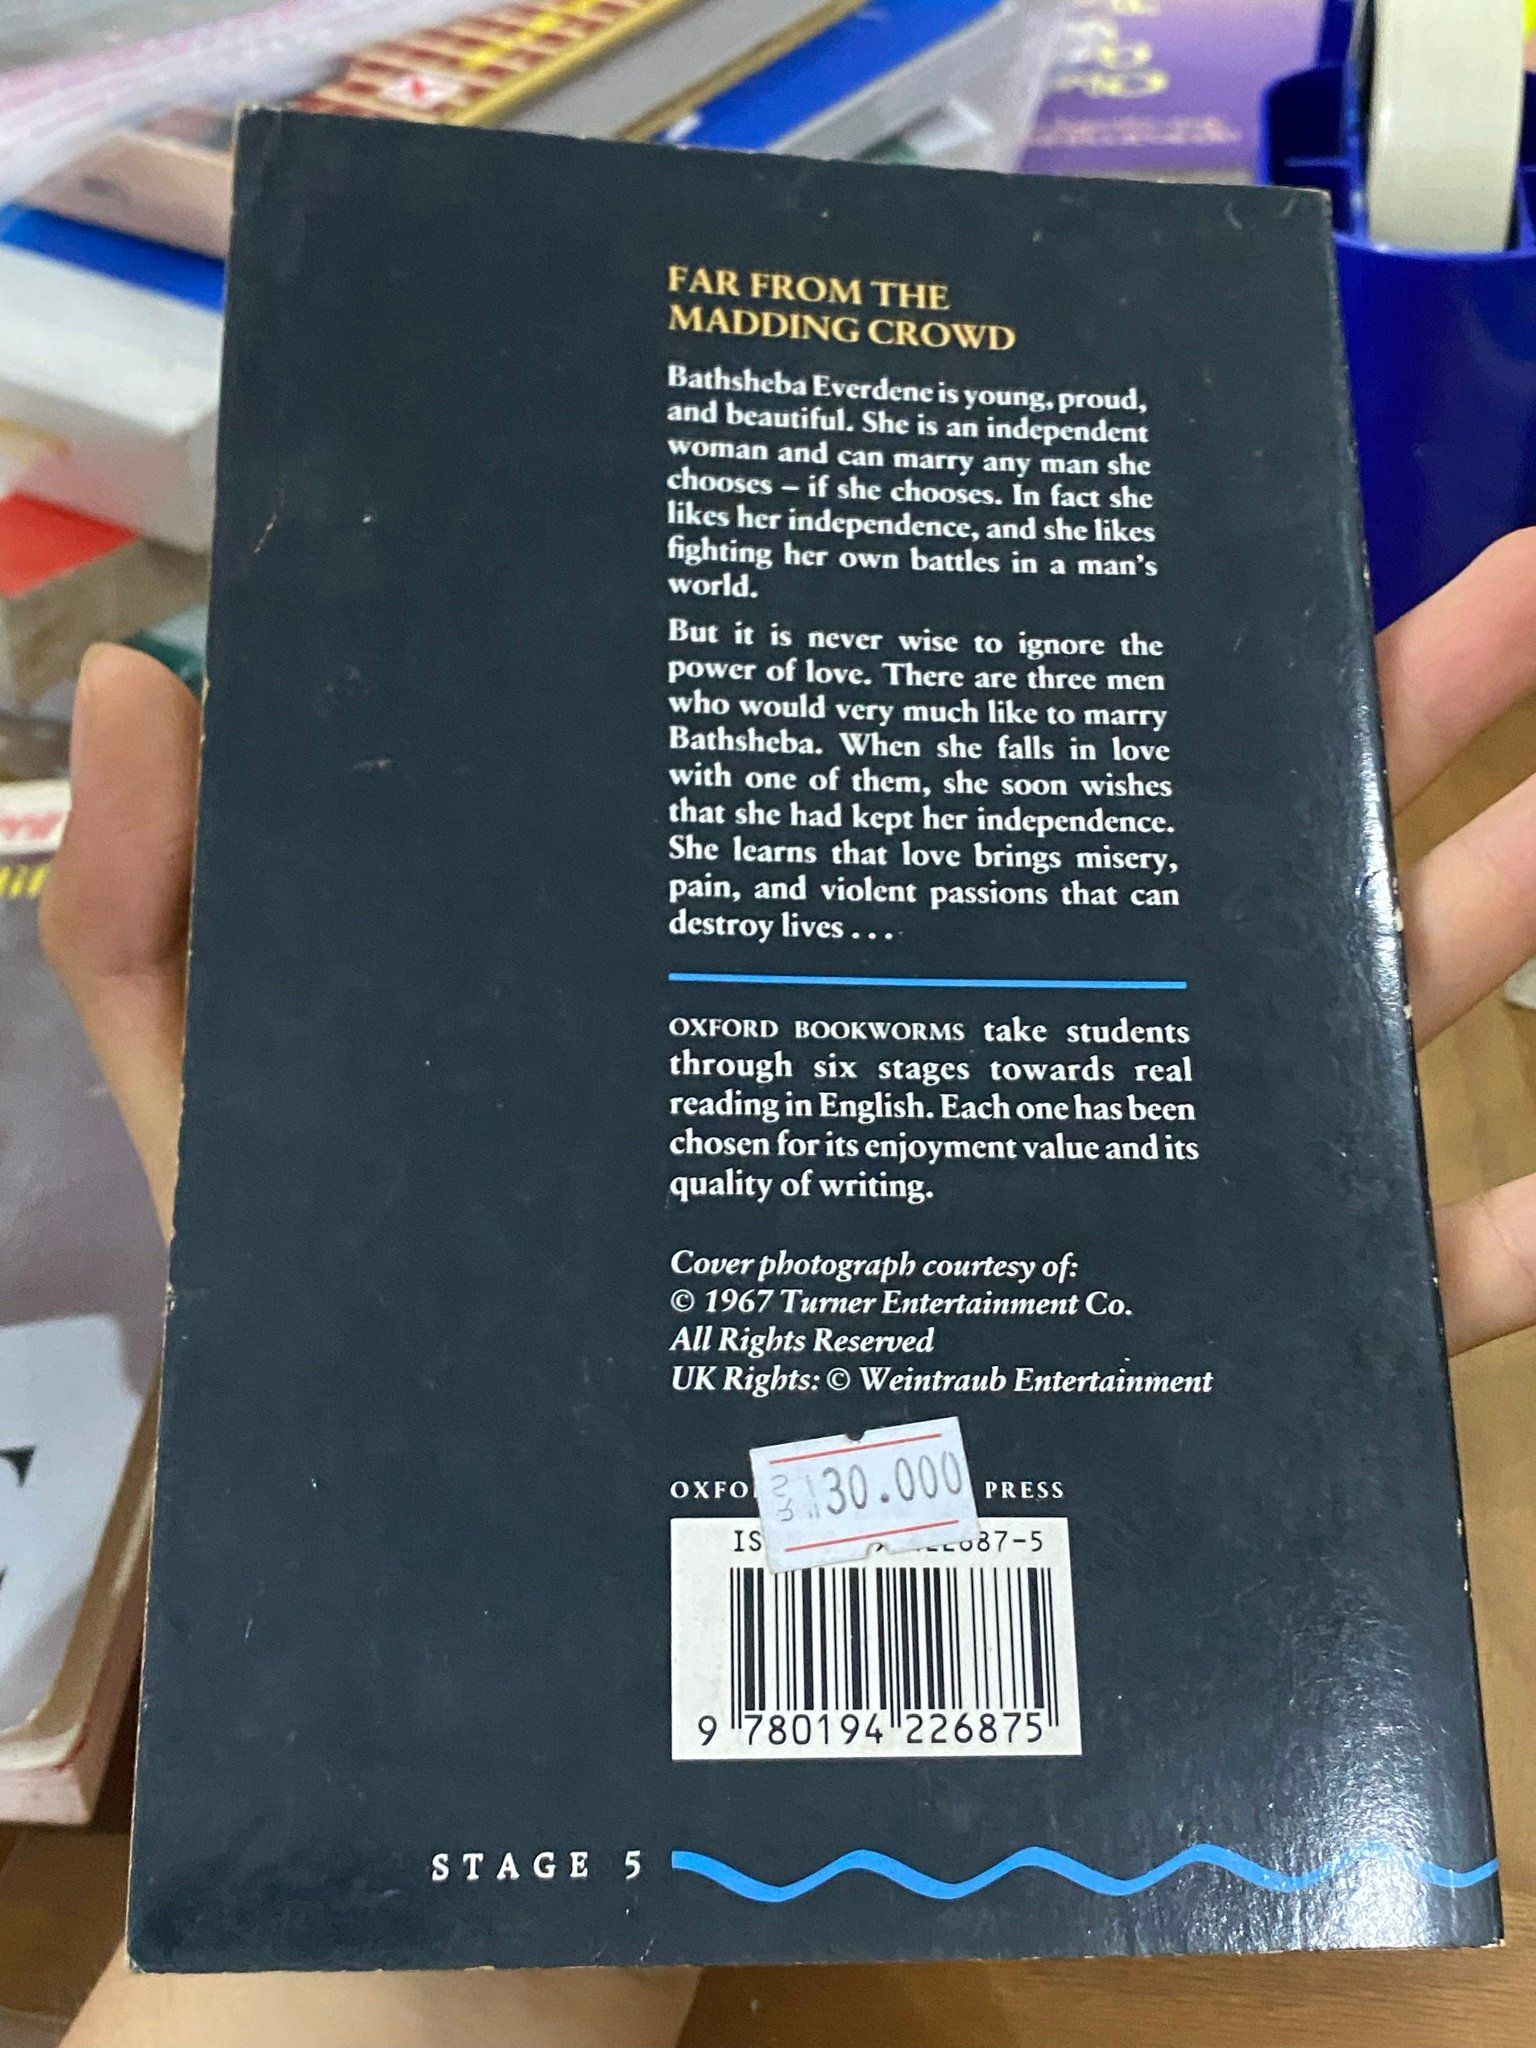 FAR FROM THE
MADDING CROWD
Bathsheba Everdene is young, proud,
and beautiful. She is an independent
woman and can marry any man she
chooses – if she chooses. In fact she
likes her independence, and she likes
fighting her own battles in a man's
world.
But it is never wise to ignore the
power of love. There are three men
who would very much like to marry
Bathsheba. When she falls in love
with one of them, she soon wishes
that she had kept her independence.
She learns that love brings misery,
pain, and violent passions that can
destroy lives . . .
OXFORD BOOKWORMS take students
through six stages towards real
reading in English. Each one has been
chosen for its enjoyment value and its
quality of writing.
Cover photograph courtesy of:
© 1967 Turner Entertainment Co.
All Rights Reserved
UK Rights: © Weintraub Entertainment
30.000
PRESS
9 780194 226875
STAGE 5